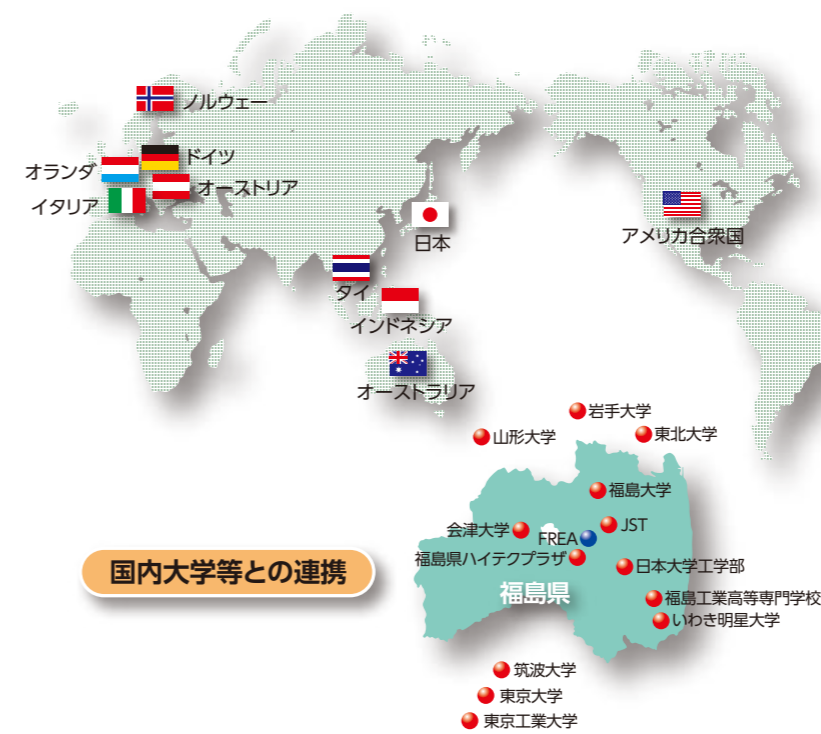 ノルウェー
ドイツ
オランダ
オーストリア
イタリア
日本
アメリカ合衆国
タイ
インドネシア
オーストラリア
岩手大学
山形大学
東北大学
福島大学
会津大学
JST
FREA
福島県ハイテクプラザ
日本大学工学部
国内大学等との連携
福島県
福島工業高等専門学校
いわき明星大学
筑波大学
東京大学
東京工業大学